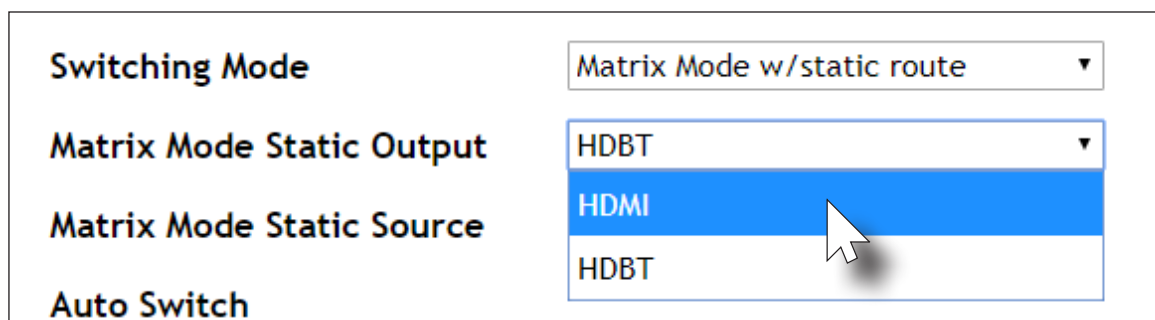 Switching Mode Matrix Mode w/static route
Matrix Mode Static Output HDBT
HDMI
Matrix Mode Static Source
HDBT
Auto Switch